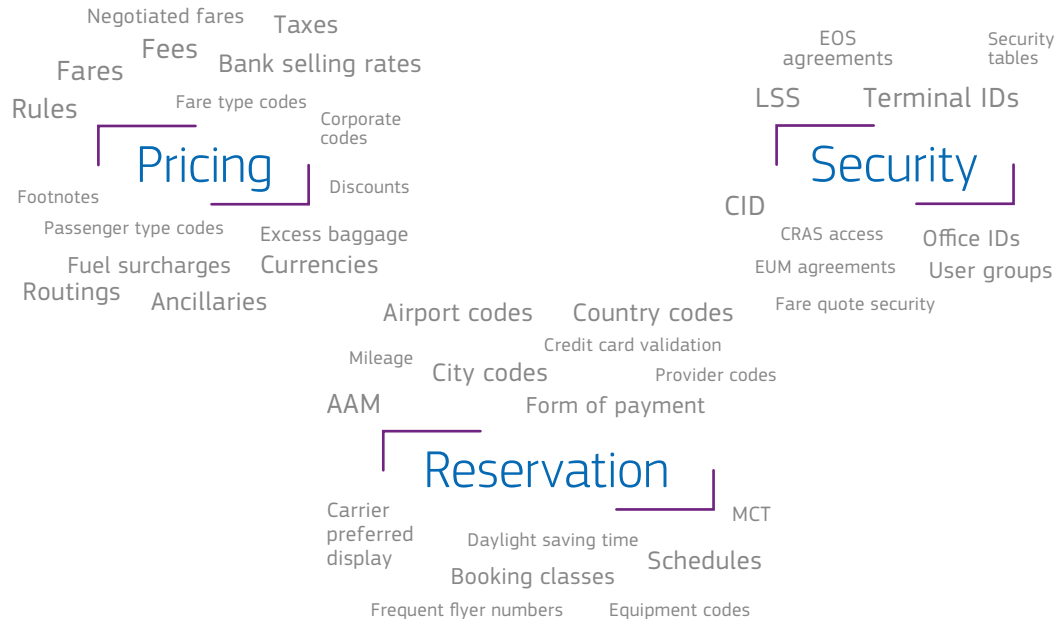 Negotiated fares
Taxes
Fees
Fares
Bank selling rates
Rules
Fare type codes
Corporate
codes
Pricing
Footnotes
Discounts
Passenger type codes
Excess baggage
Fuel surcharges
Currencies
Routings
Ancillaries
EOS
agreements
Security
tables
LSS
Terminal IDs
Security
CID
CRAS access
Office IDs
EUM agreements
User groups
Fare quote security
Airport codes
Country codes
Credit card validation
Mileage
City codes
Provider codes
AAM
Form of payment
Reservation
Carrier
preferred
display
MCT
Daylight saving time
Schedules
Booking classes
Frequent flyer numbers
Equipment codes